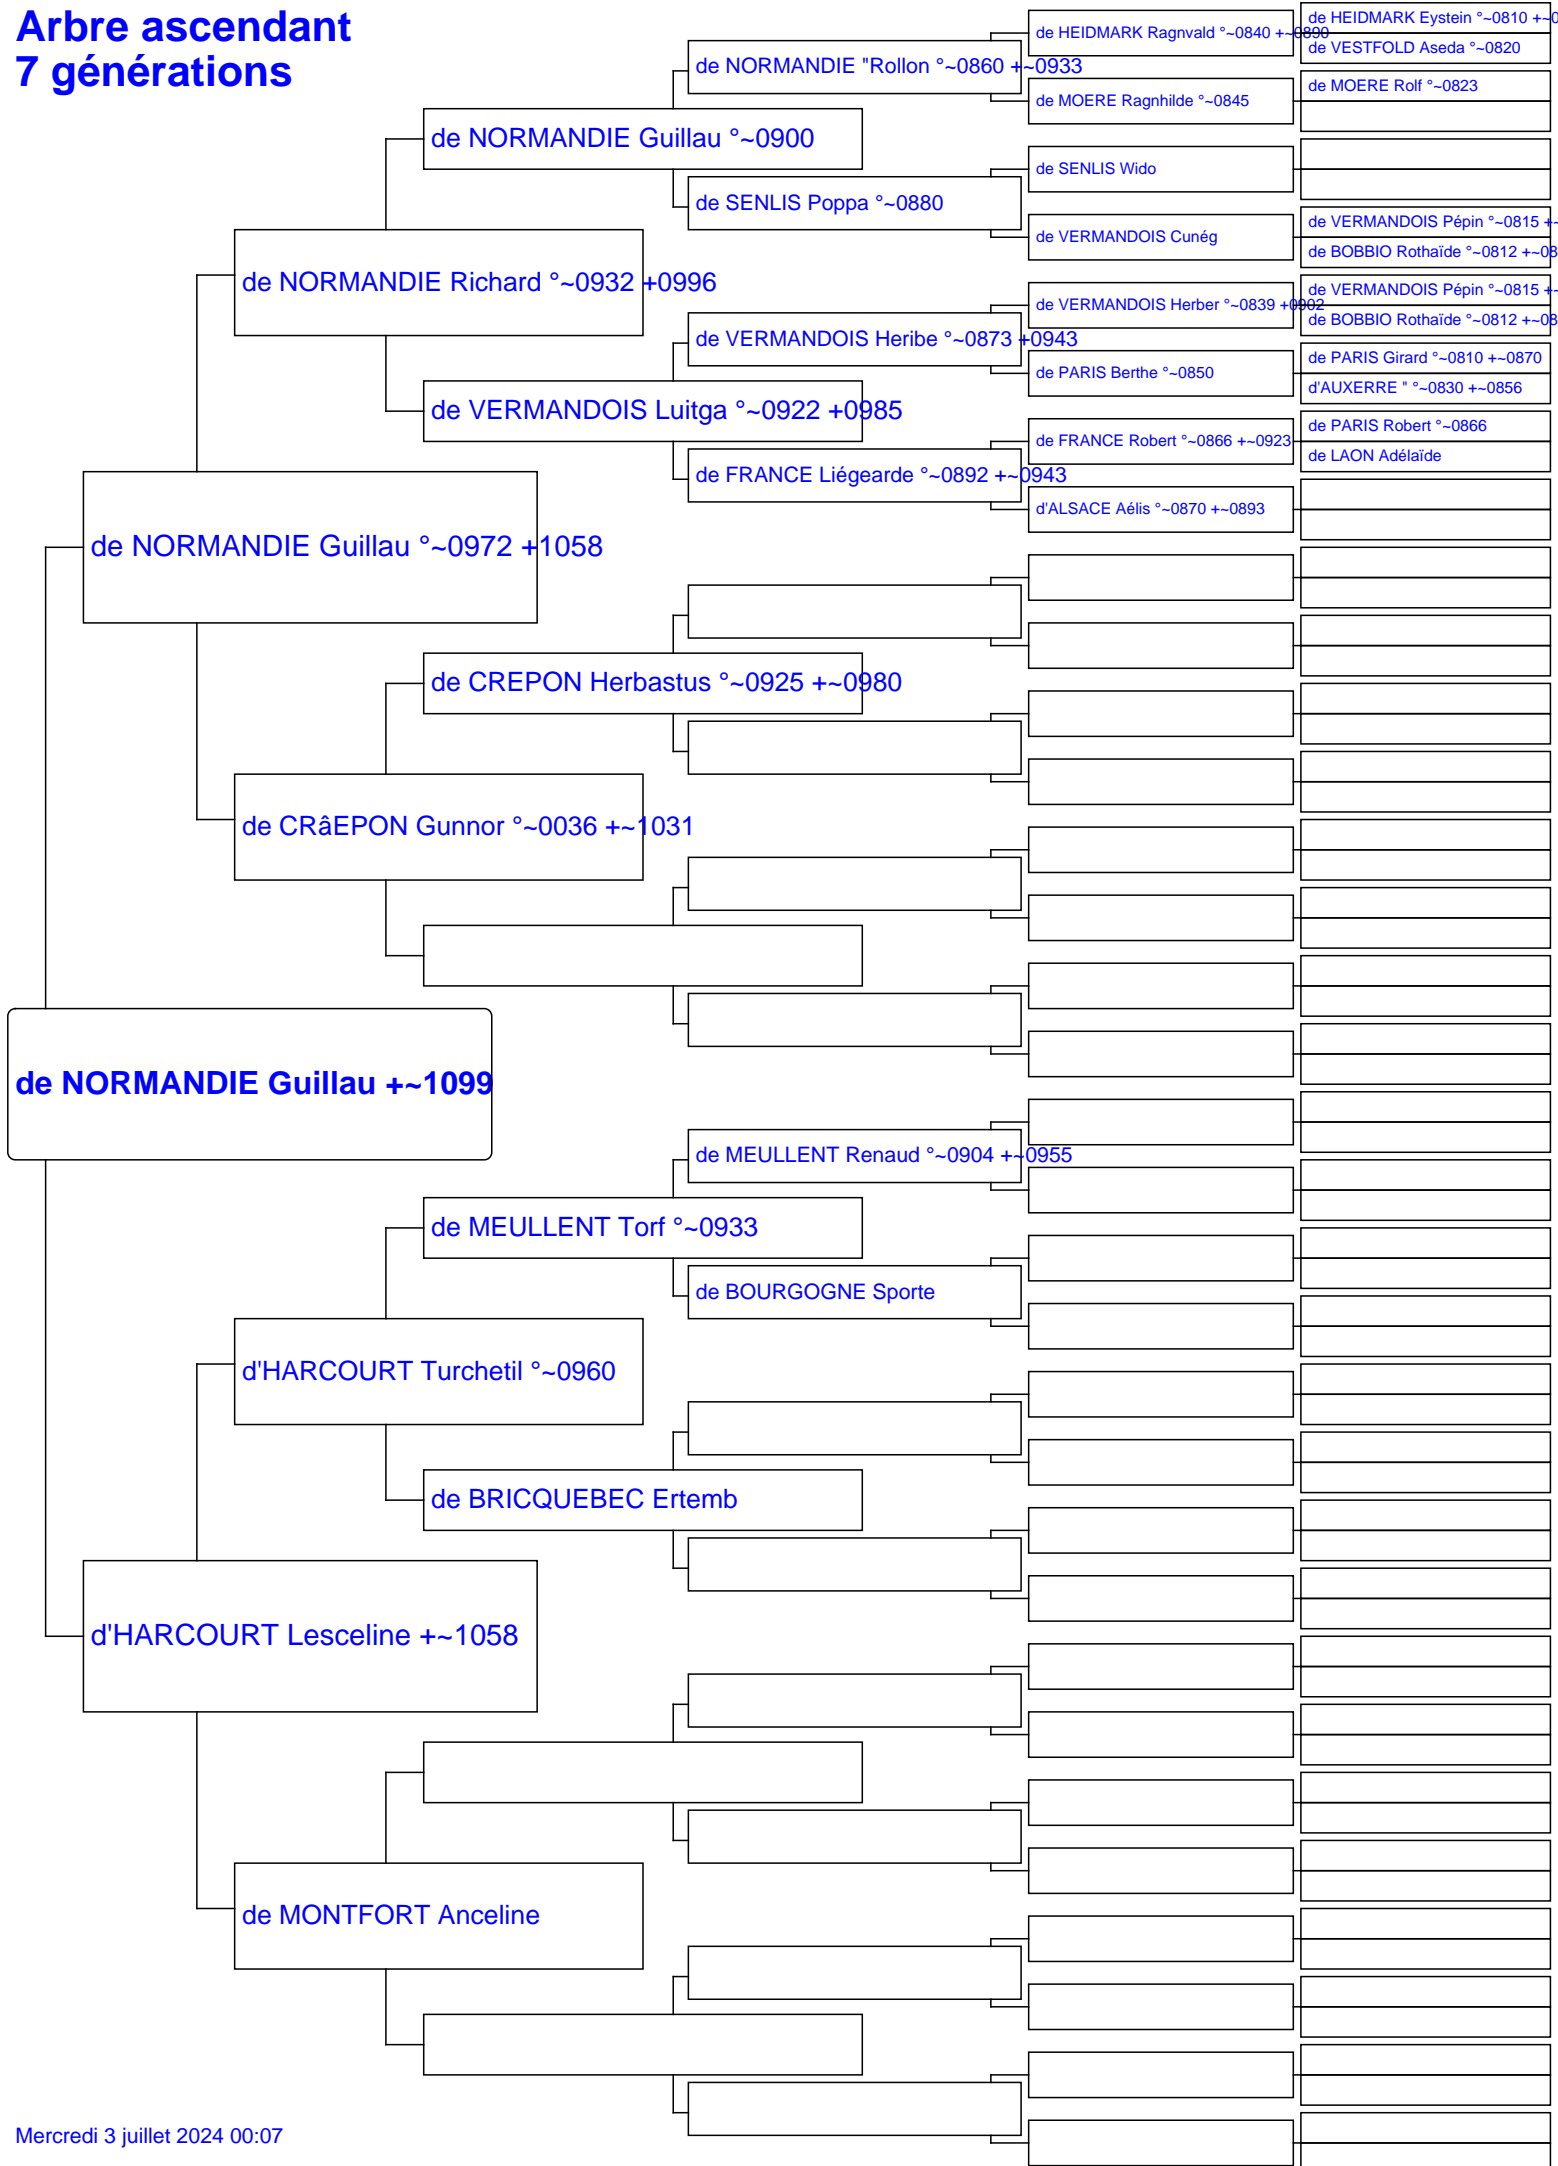 Arbre ascendant
7 générations
de HEIDMARK Eystein °~0810 +~0
de HEIDMARK Ragnvald °~0840 +~0890
de VESTFOLD Aseda °~0820
de NORMANDIE "Rollon °~0860 +~0933
de MOERE Rolf °~0823
de MOERE Ragnhilde °~0845
de NORMANDIE Guillau °~0900
de SENLIS Wido
de SENLIS Poppa °~0880
de VERMANDOIS Pépin °~0815 +~
de VERMANDOIS Cunég
de BOBBIO Rothaïde °~0812 +~08
de NORMANDIE Richard °~0932 +0996
de VERMANDOIS Pépin °~0815 +~
de VERMANDOIS Herber °~0839 +0902
de BOBBIO Rothaïde °~0812 +~08
de VERMANDOIS Heribe °~0873 +0943
de PARIS Girard °~0810 +~0870
de PARIS Berthe °~0850
d'AUXERRE " °~0830 +~0856
de VERMANDOIS Luitga °~0922 +0985
de PARIS Robert °~0866
de FRANCE Robert °~0866 +~0923
de LAON Adélaïde
de FRANCE Liégearde °~0892 +~0943
d'ALSACE Aélis °~0870 +~0893
de NORMANDIE Guillau °~0972 +1058
de CREPON Herbastus °~0925 +~0980
de CRâEPON Gunnor °~0036 +~1031
de NORMANDIE Guillau +~1099
de MEULLENT Renaud °~0904 +~0955
de MEULLENT Torf °~0933
de BOURGOGNE Sporte
d'HARCOURT Turchetil °~0960
de BRICQUEBEC Ertemb
d'HARCOURT Lesceline +~1058
de MONTFORT Anceline
Mercredi 3 juillet 2024 00:07